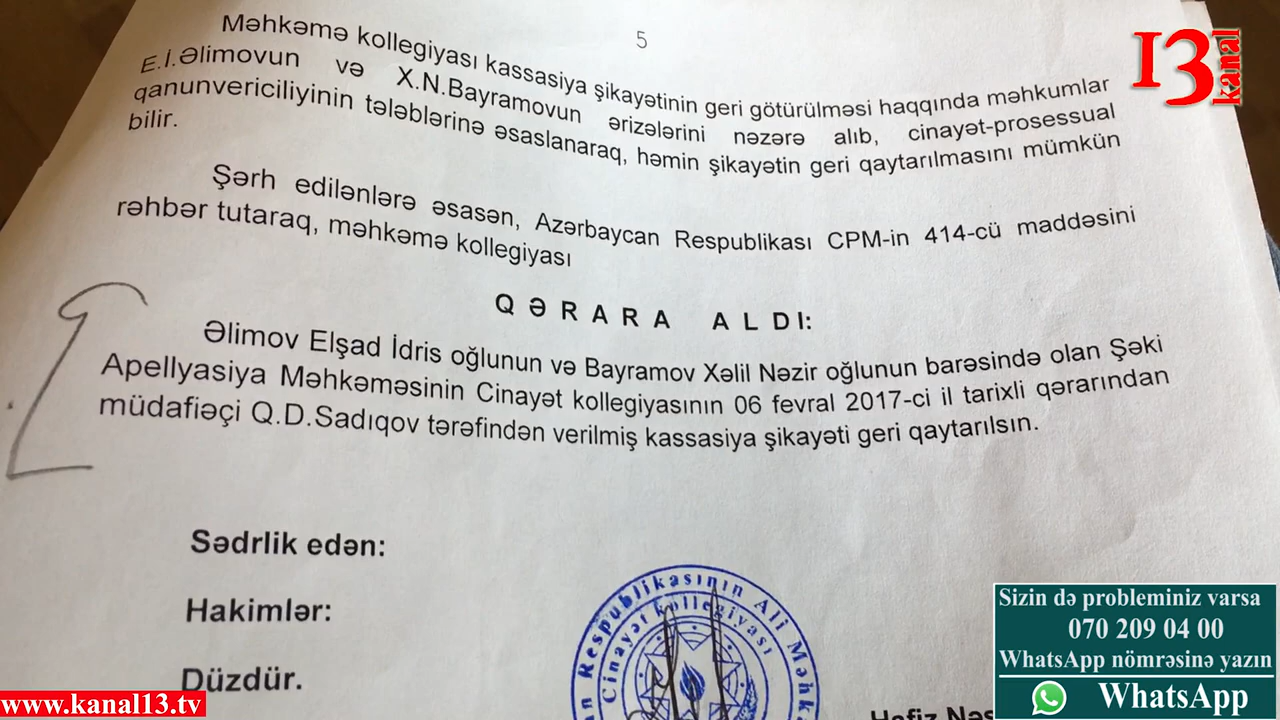 5
Məhkəmə kollegiyası kassasiya şikayətinin geri götürülməsi haqqında məhkumlar
E.İ.Əlimovun və X.N.Bayramovun ərizələrini nəzərə alıb, cinayət-prosessual
qanunvericiliyinin tələblərinə əsaslanaraq, həmin şikayətin geri qaytarılmasını mümkün
bilir.
Şərh edilənlərə əsasən, Azərbaycan Respublikası CPM-in 414-cü maddəsini
rəhbər tutaraq, məhkəmə kollegiyası
QƏRARA ALDI:
Əlimov Elşad İdris oğlunun və Bayramov Xəlil Nəzir oğlunun barəsində olan Şəki
Apellyasiya Məhkəməsinin Cinayət kollegiyasının 06 fevral 2017-ci il tarixli qərarından
müdafiəçi Q.D.Sadıqov tərəfindən verilmiş kassasiya şikayəti geri qaytarılsın.
Sədrlik edən:
Hakimlər:
Düzdür.
Respublikasının Ali
Cinayət kollegiyası
Hafiz
13 kanal
Sizin də probleminiz varsa
070 209 04 00
WhatsApp nömrəsinə yazın
WhatsApp
www.kanal13.tv